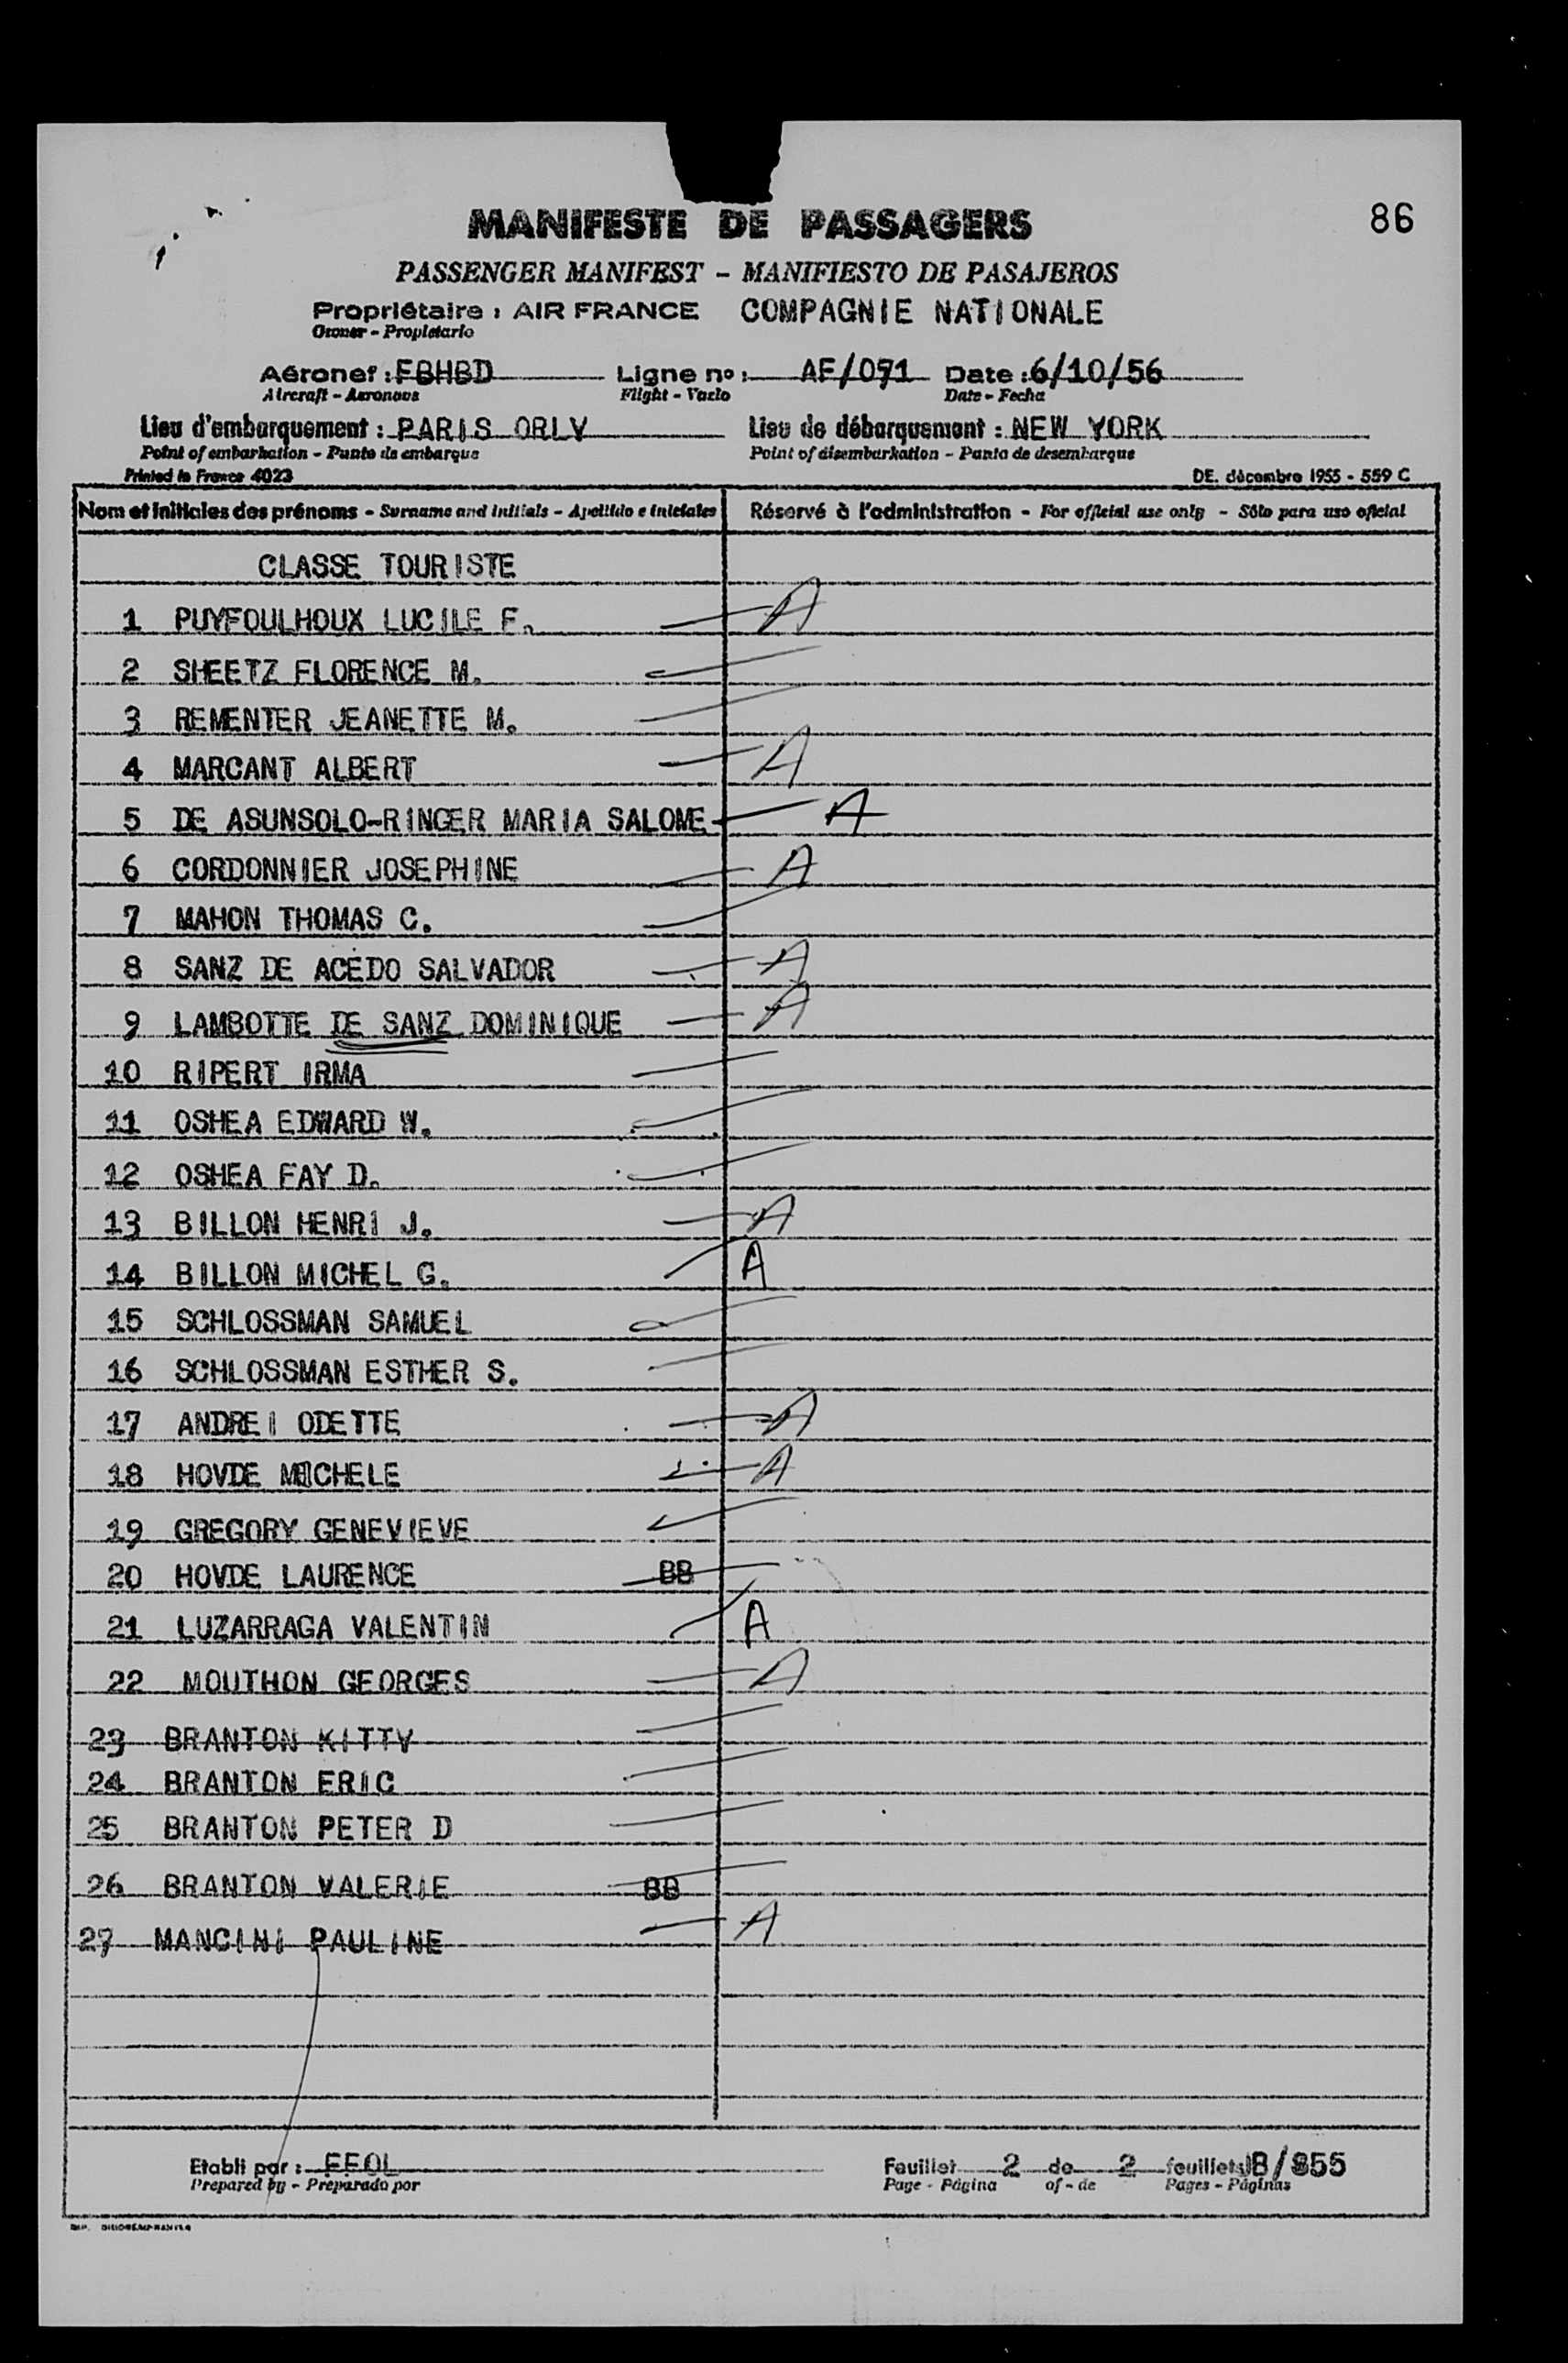 86
MANIFESTE DE PASSAGERS
PASSENGER MANIFEST - MANIFIESTO DE PASAJEROS
Propriétaire : AIR FRANCE COMPAGNIE NATIONALE
Owner - Propietario
Aéronef : FBHBD Ligne no : AF/071 Date : 6/10/56
Aircraft - Aeronave Flight - Vuelo Date - Fecha
Lieu d'embarquement : PARIS ORLY Lieu de débarquement : NEW YORK
Point of embarkation - Punto de embarque Point of disembarkation - Punto de desembarque
Printed in France 4023 DE. décembre 1955 - 559 C
Nom et initiales des prénoms - Surname and initials - Apellido e iniciales Réservé à l'administration - For official use only - Sólo para uso oficial
CLASSE TOURISTE
1 PUYFOULHOUX LUCILE F. A
2 SHEETZ FLORENCE M.
3 REMENTER JEANETTE M.
4 MARCANT ALBERT A
5 DE ASUNSOLO-RINGER MARIA SALOME A
6 CORDONNIER JOSEPHINE A
7 MAHON THOMAS C.
8 SANZ DE ACEDO SALVADOR A
9 LAMBOTTE DE SANZ DOMINIQUE A
10 RIPERT IRMA
11 OSHEA EDWARD W.
12 OSHEA FAY D.
13 BILLON HENRI J. A
14 BILLON MICHEL G. A
15 SCHLOSSMAN SAMUEL
16 SCHLOSSMAN ESTHER S.
17 ANDREI ODETTE A
18 HOVDE MICHELE A
19 GREGORY GENEVIEVE
20 HOVDE LAURENCE BB
21 LUZARRAGA VALENTIN A
22 MOUTHON GEORGES A
23 BRANTON KITTY
24 BRANTON ERIC
25 BRANTON PETER D
26 BRANTON VALERIE BB
27 MANCINI PAULINE A
Etabli par : FFOL Feuillet 2 de 2 feuillets B/855
Prepared by - Preparado por Page - Página of - de Pages - Páginas